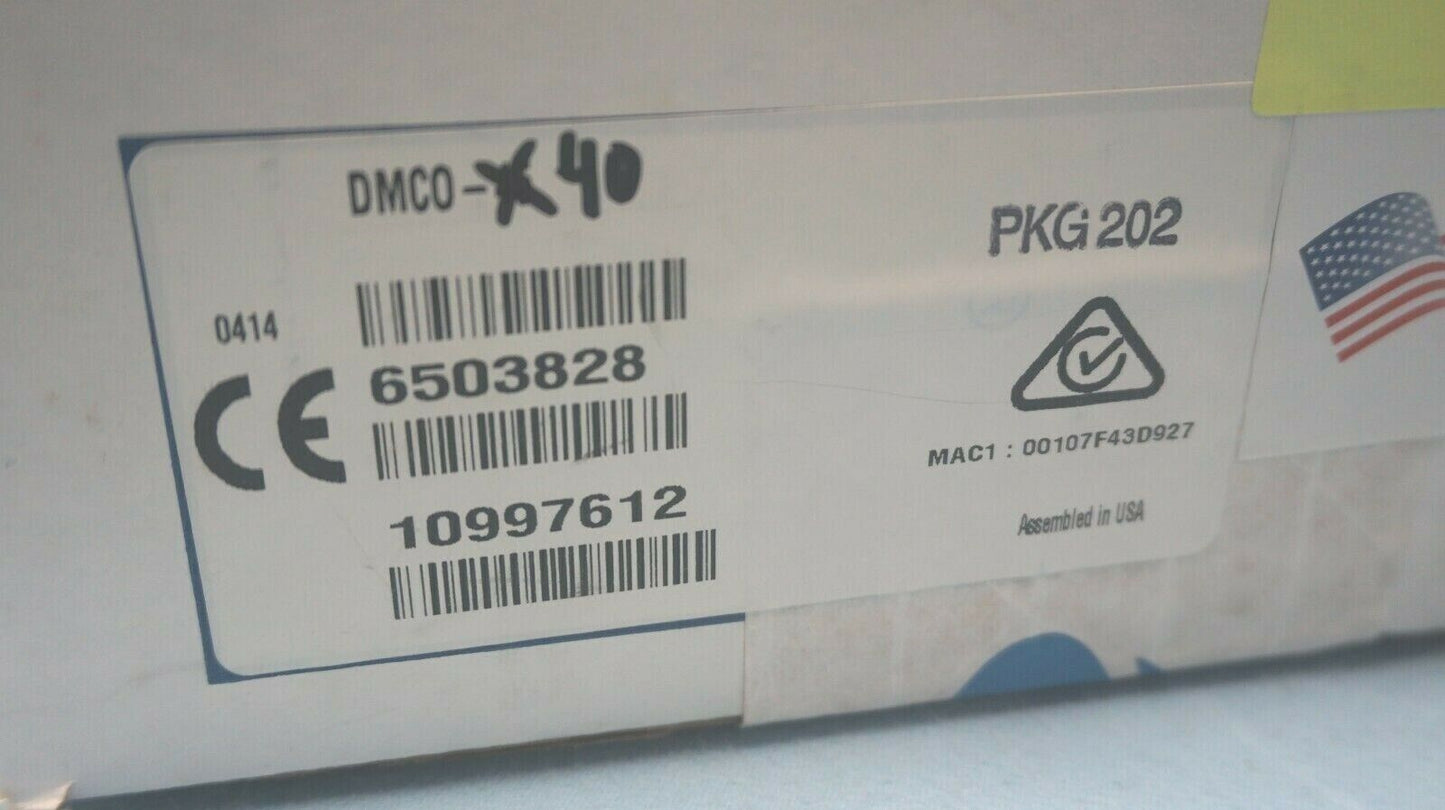 DMCO-40
PKG 202
0414
CE
6503828
10997612
MAC1 : 00107F43D927
Assembled in USA